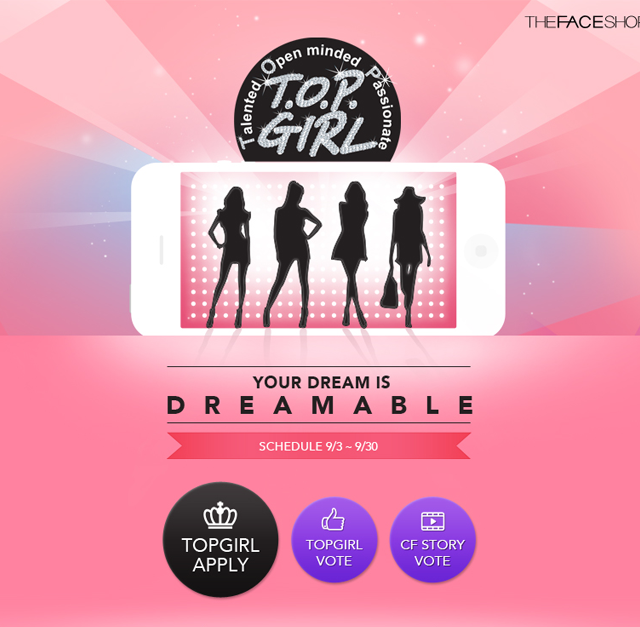 THEFACESHOP
Talented Open minded Passionate
T.O.P.
GIRL
YOUR DREAM IS
DREAMABLE
SCHEDULE 9/3 ~ 9/30
TOPGIRL
APPLY
TOPGIRL
VOTE
CF STORY
VOTE